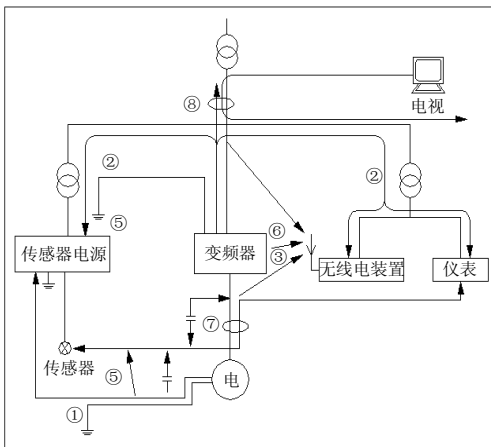 ⑧
电视
②
②
⑤
⑥
传感器电源
变频器
③
无线电装置
仪表
⑦
传感器
⑤
电
①